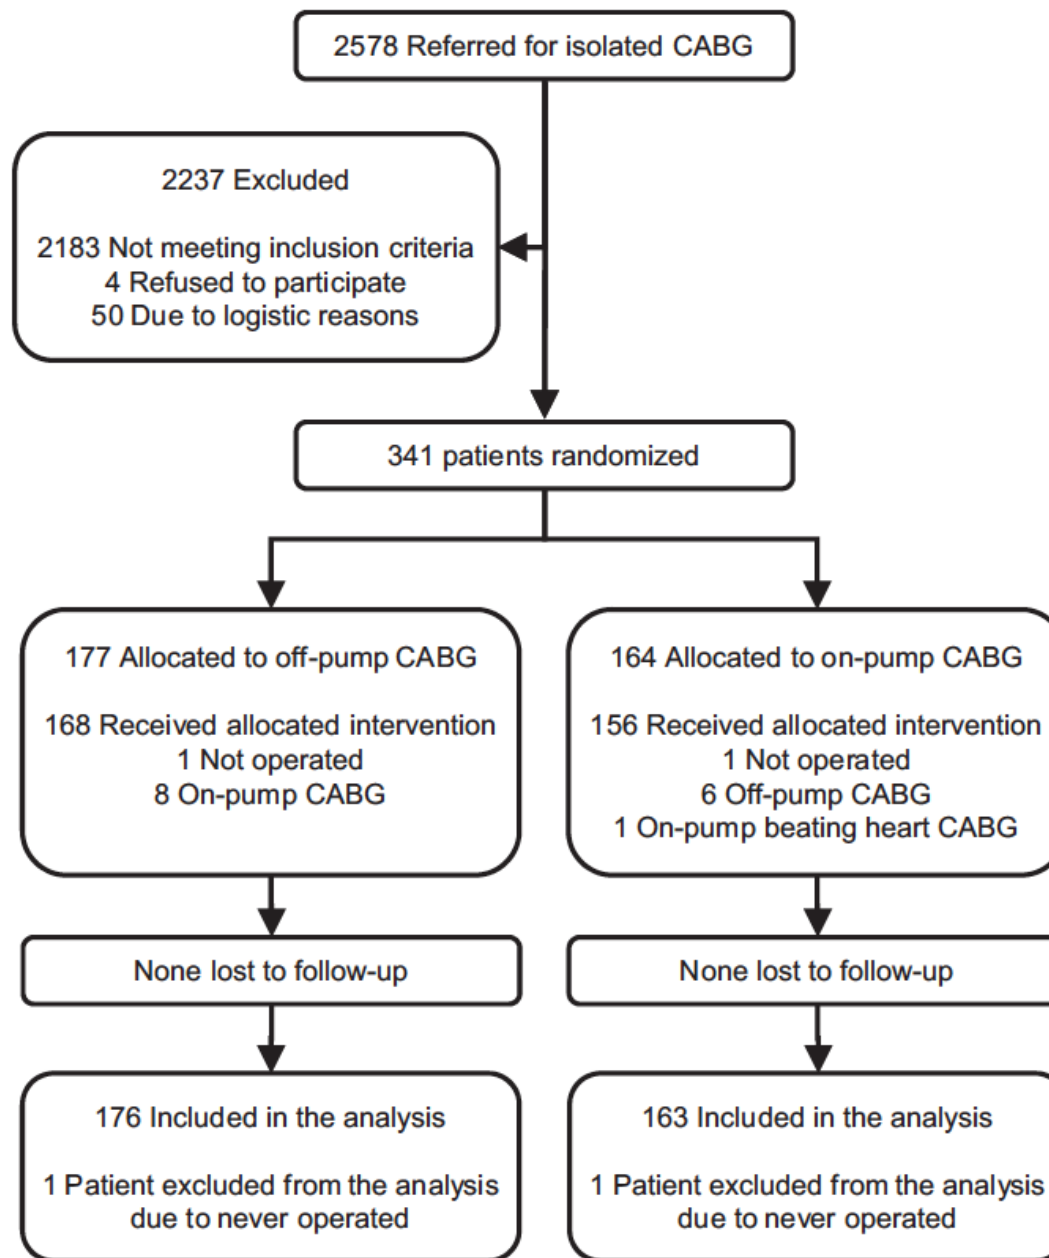 2578 Referred for isolated CABG
2237 Excluded
2183 Not meeting inclusion criteria
4 Refused to participate
50 Due to logistic reasons
341 patients randomized
177 Allocated to off-pump CABG
168 Received allocated intervention
1 Not operated
8 On-pump CABG
164 Allocated to on-pump CABG
156 Received allocated intervention
1 Not operated
6 Off-pump CABG
1 On-pump beating heart CABG
None lost to follow-up
None lost to follow-up
176 Included in the analysis
1 Patient excluded from the analysis
due to never operated
163 Included in the analysis
1 Patient excluded from the analysis
due to never operated